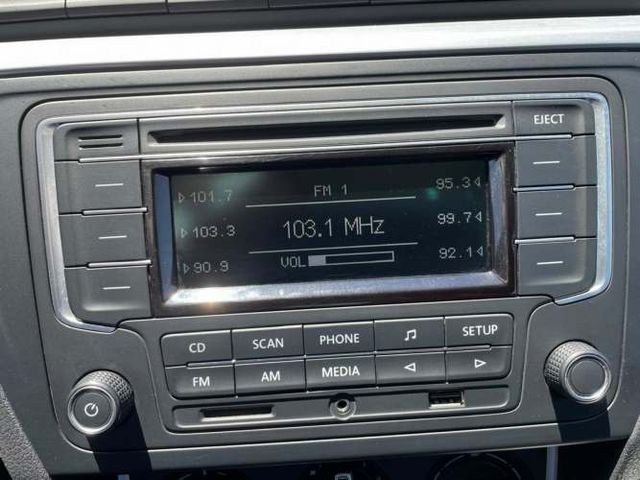 EJECT
101.7 FM 1 95.3
103.3 103.1 MHz 99.7
90.9 VOL 92.1
CD SCAN PHONE SETUP
FM AM MEDIA